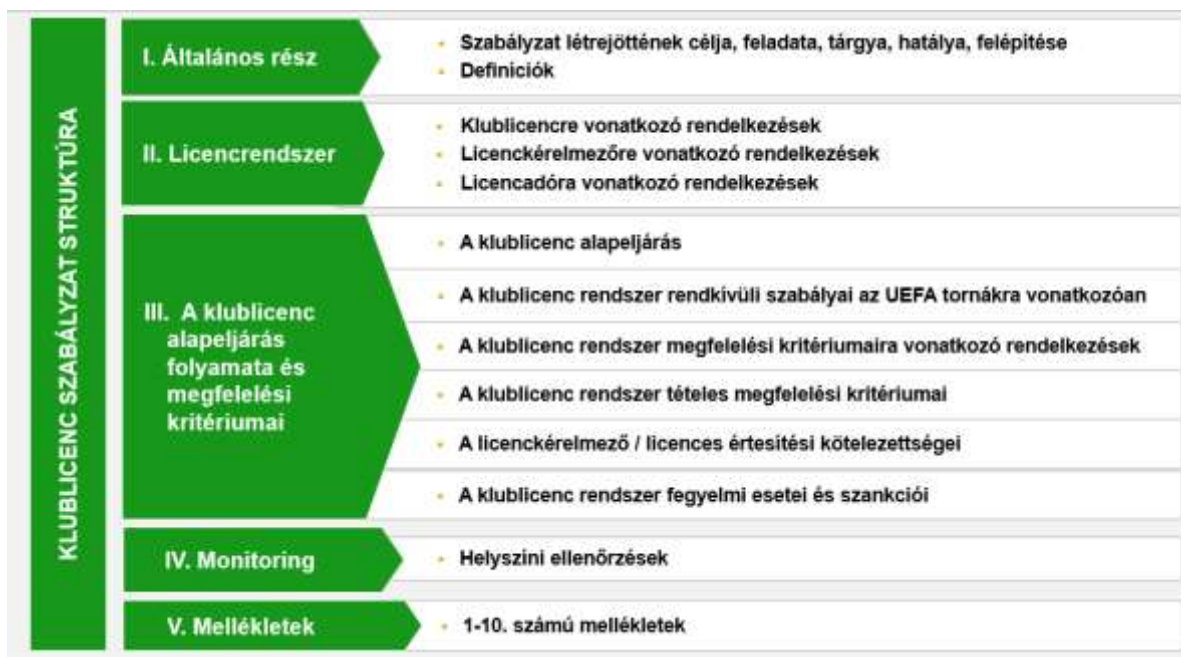 KLUBLICENC SZABÁLYZAT STRUKTÚRA
I. Általános rész
• Szabályzat létrejöttének célja, feladata, tárgya, hatálya, felépítése
• Definíciók
II. Licencrendszer
• Klublicencre vonatkozó rendelkezések
• Licenckérelmezőre vonatkozó rendelkezések
• Licencadóra vonatkozó rendelkezések
III. A klublicenc
alapeljárás
folyamata és
megfelelési
kritériumai
• A klublicenc alapeljárás
• A klublicenc rendszer rendkívüli szabályai az UEFA tornákra vonatkozóan
• A klublicenc rendszer megfelelési kritériumaira vonatkozó rendelkezések
• A klublicenc rendszer tételes megfelelési kritériumai
• A licenckérelmező / licences értesítési kötelezettségei
• A klublicenc rendszer fegyelmi esetei és szankciói
IV. Monitoring
• Helyszíni ellenőrzések
V. Mellékletek
• 1-10. számú mellékletek